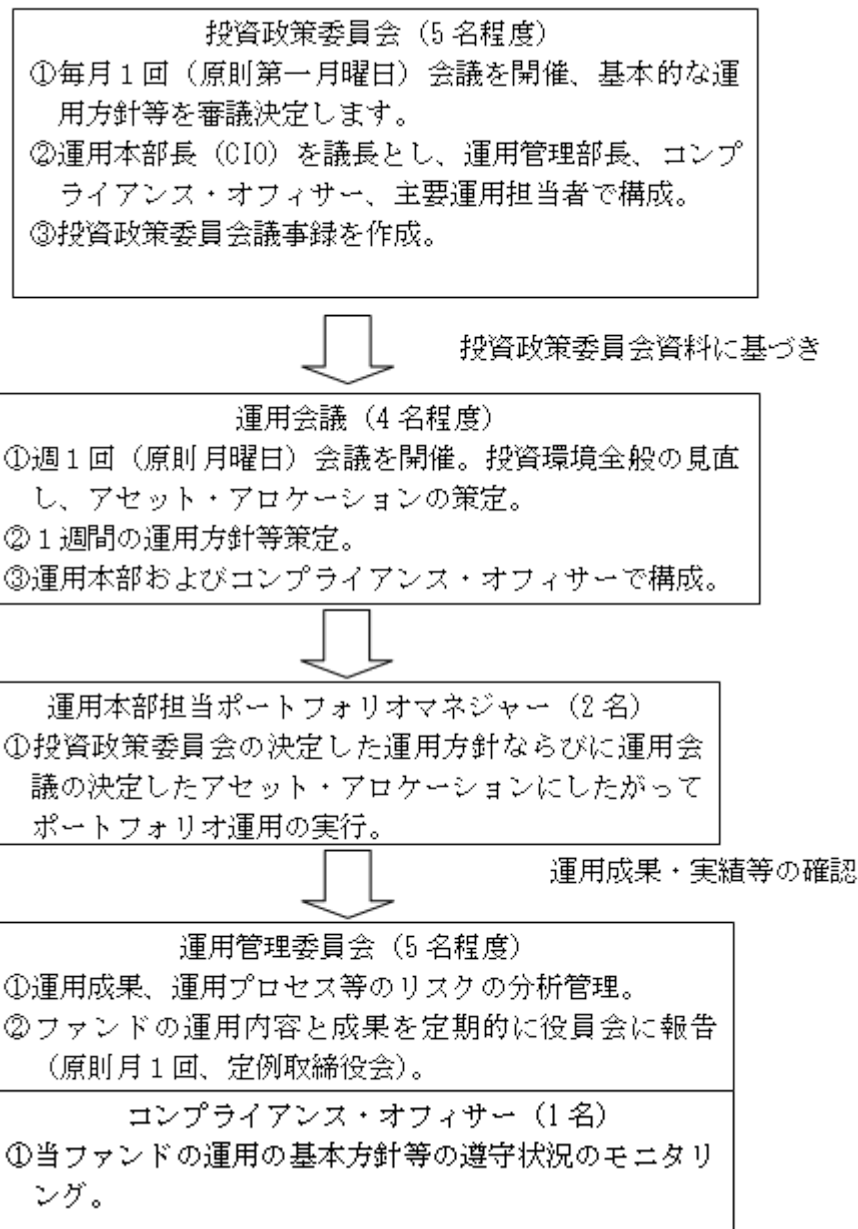 投資政策委員会（5名程度）
①毎月1回（原則第一月曜日）会議を開催、基本的な運
用方針等を審議決定します。
②運用本部長（CIO）を議長とし、運用管理部長、コンプ
ライアンス・オフィサー、主要運用担当者で構成。
③投資政策委員会議事録を作成。
投資政策委員会資料に基づき
運用会議（4名程度）
①週1回（原則月曜日）会議を開催。投資環境全般の見直
し、アセット・アロケーションの策定。
②1週間の運用方針等策定。
③運用本部およびコンプライアンス・オフィサーで構成。
運用本部担当ポートフォリオマネジャー（2名）
①投資政策委員会の決定した運用方針ならびに運用会
議の決定したアセット・アロケーションにしたがって
ポートフォリオ運用の実行。
運用成果・実績等の確認
運用管理委員会（5名程度）
①運用成果、運用プロセス等のリスクの分析管理。
②ファンドの運用内容と成果を定期的に役員会に報告
（原則月1回、定例取締役会）。
コンプライアンス・オフィサー（1名）
①当ファンドの運用の基本方針等の遵守状況のモニタリ
ング。